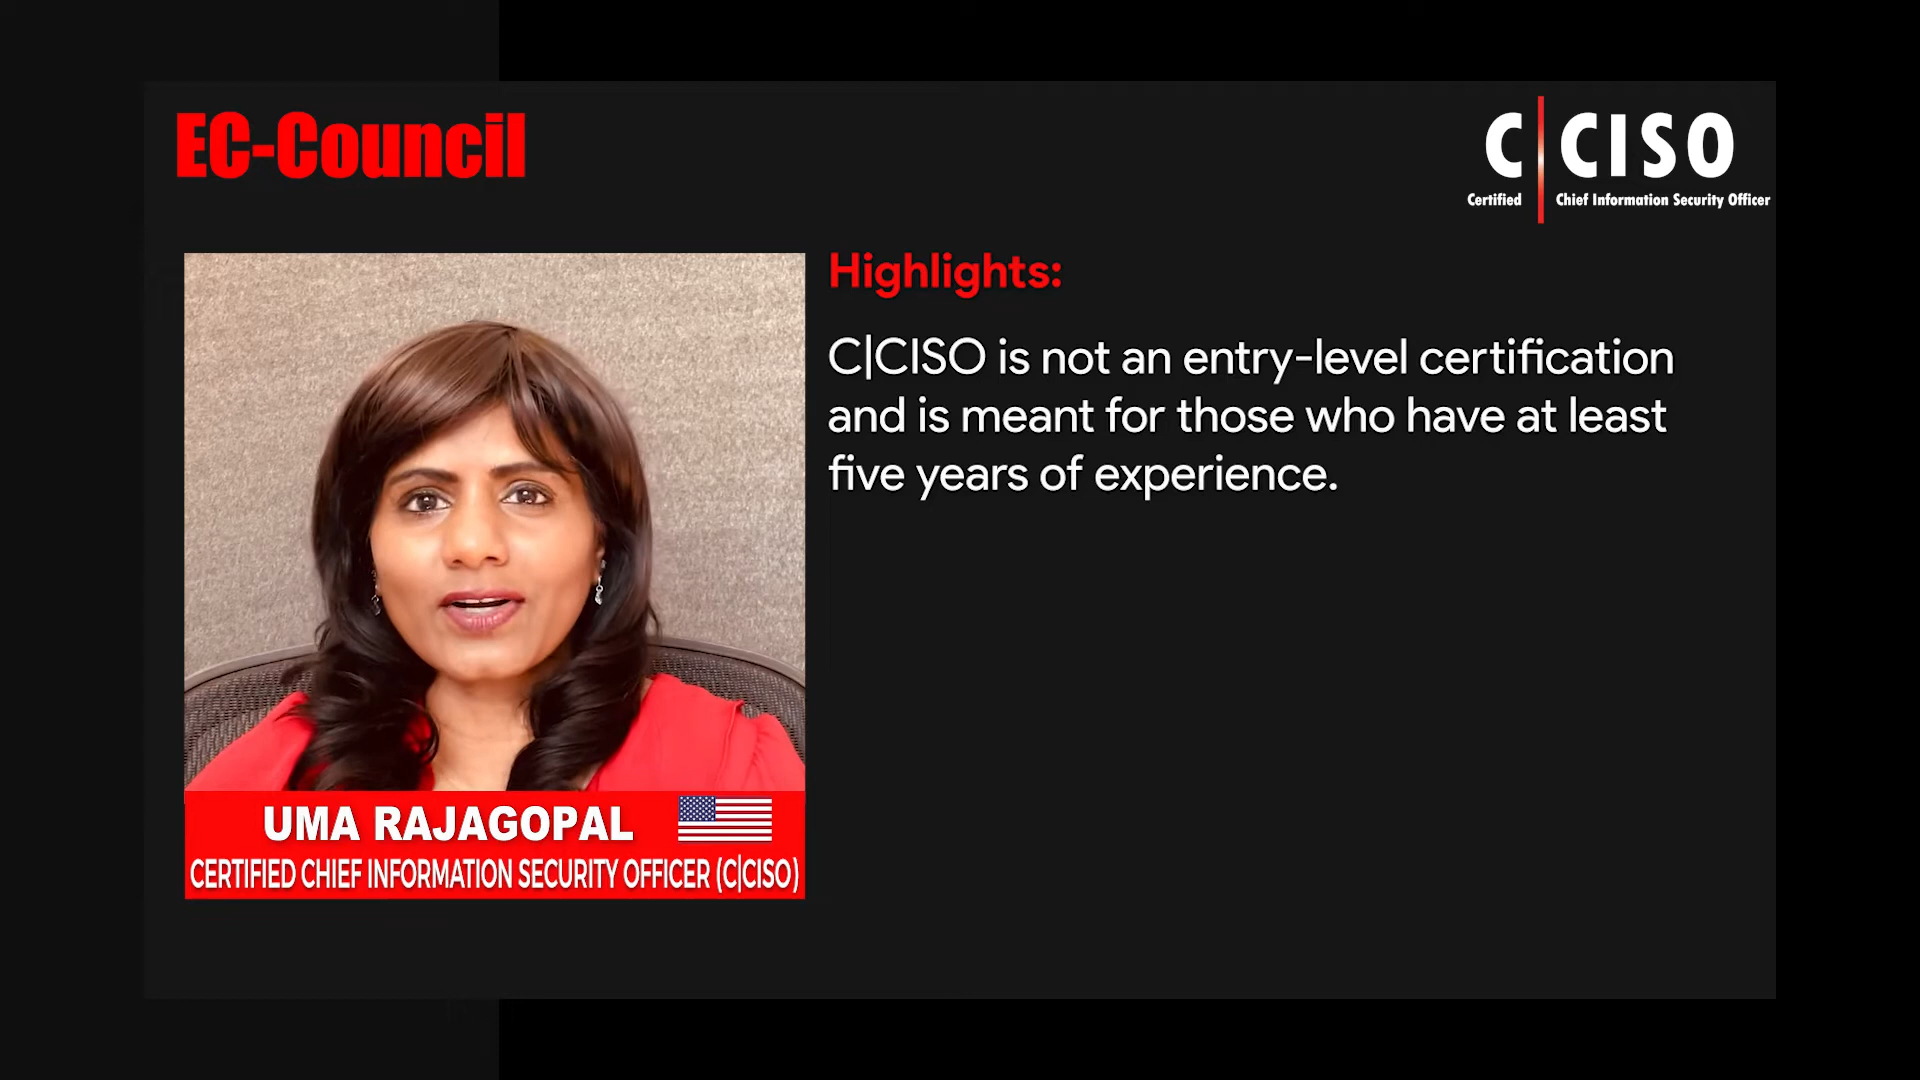 EC-Council
C|CISO
Certified
Chief Information Security Officer
Highlights:
C|CISO is not an entry-level certification
and is meant for those who have at least
five years of experience.
UMA RAJAGOPAL
CERTIFIED CHIEF INFORMATION SECURITY OFFICER (C|CISO)